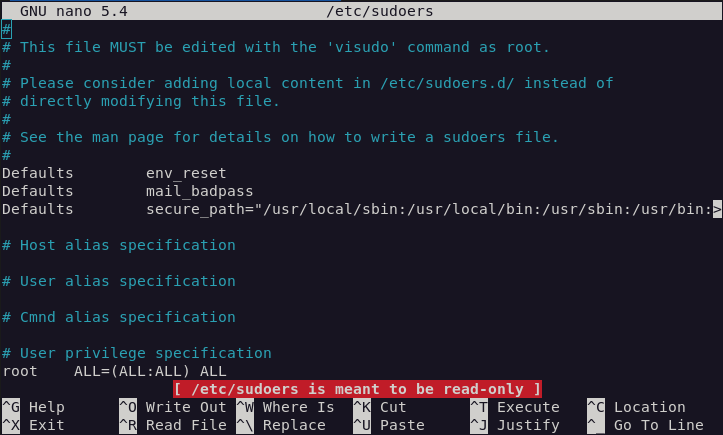 GNU nano 5.4 /etc/sudoers
#
# This file MUST be edited with the 'visudo' command as root.
#
# Please consider adding local content in /etc/sudoers.d/ instead of
# directly modifying this file.
#
# See the man page for details on how to write a sudoers file.
#
Defaults env_reset
Defaults mail_badpass
Defaults secure_path="/usr/local/sbin:/usr/local/bin:/usr/sbin:/usr/bin:>
# Host alias specification
# User alias specification
# Cmnd alias specification
# User privilege specification
root ALL=(ALL:ALL) ALL
[ /etc/sudoers is meant to be read-only ]
^G Help ^O Write Out ^W Where Is ^K Cut ^T Execute ^C Location
^X Exit ^R Read File ^\ Replace ^U Paste ^J Justify ^_ Go To Line